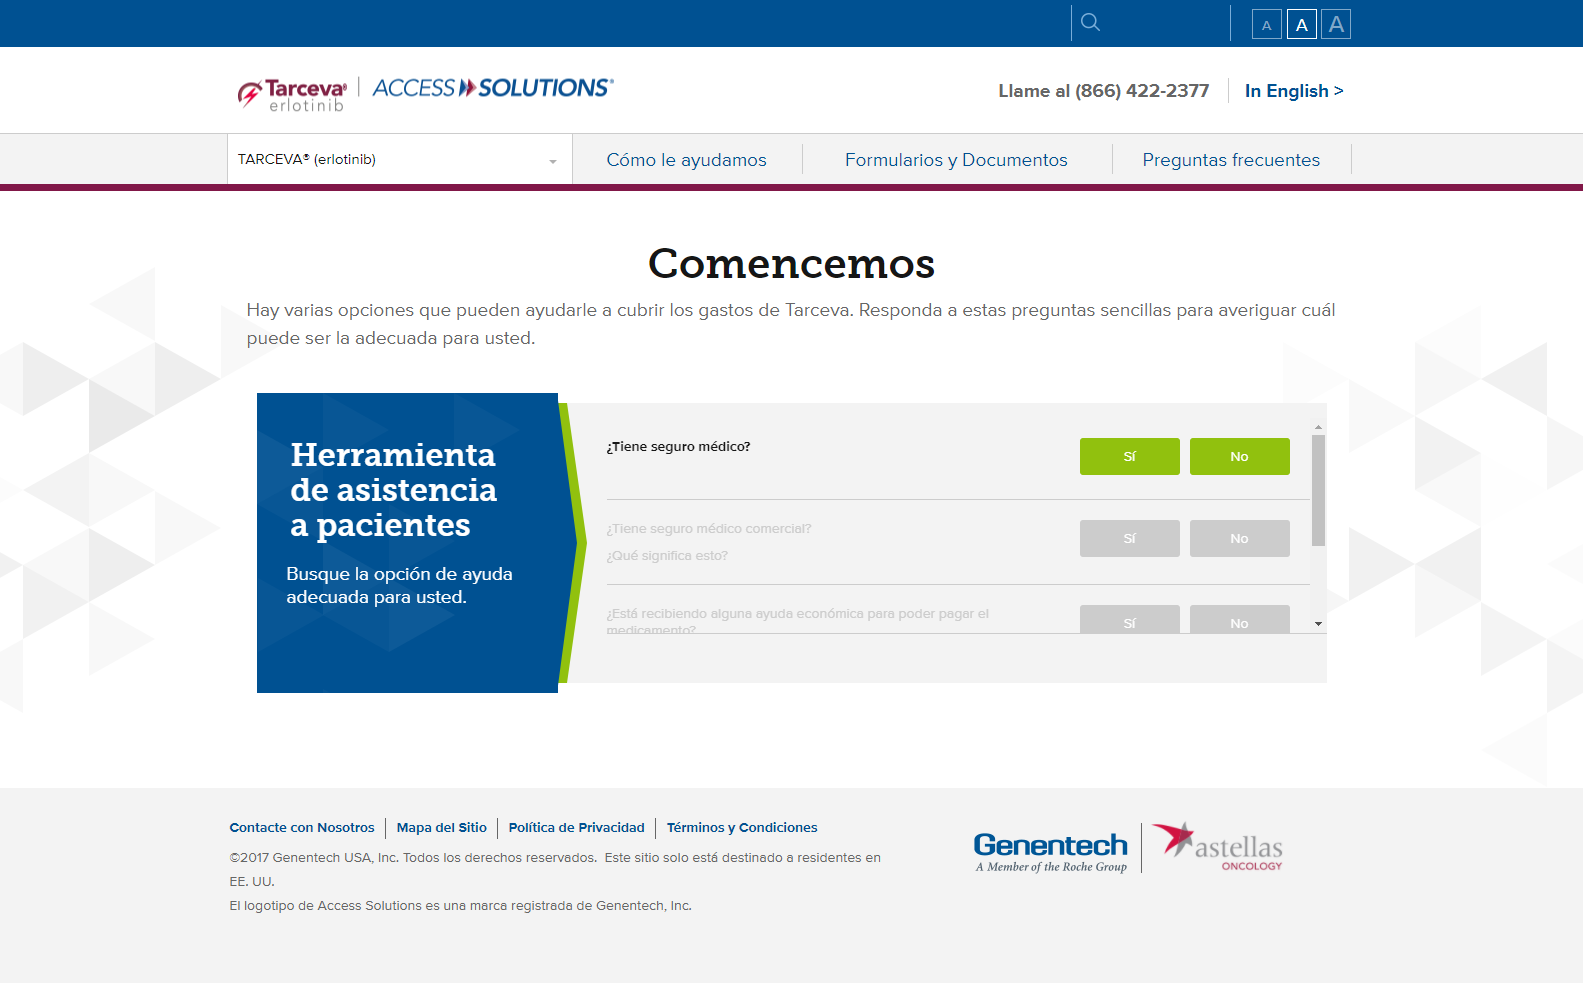 A A A
Tarceva® erlotinib | ACCESS SOLUTIONS®
Llame al (866) 422-2377
In English >
TARCEVA® (erlotinib)
Cómo le ayudamos
Formularios y Documentos
Preguntas frecuentes
Comencemos
Hay varias opciones que pueden ayudarle a cubrir los gastos de Tarceva. Responda a estas preguntas sencillas para averiguar cuál
puede ser la adecuada para usted.
Herramienta
de asistencia
a pacientes
Busque la opción de ayuda
adecuada para usted.
¿Tiene seguro médico?
Sí No
¿Tiene seguro médico comercial?
¿Qué significa esto?
Sí No
¿Está recibiendo alguna ayuda económica para poder pagar el
medicamento?
Sí No
Contacte con Nosotros | Mapa del Sitio | Política de Privacidad | Términos y Condiciones
©2017 Genentech USA, Inc. Todos los derechos reservados. Este sitio solo está destinado a residentes en
EE. UU.
El logotipo de Access Solutions es una marca registrada de Genentech, Inc.
Genentech
A Member of the Roche Group
astellas
ONCOLOGY